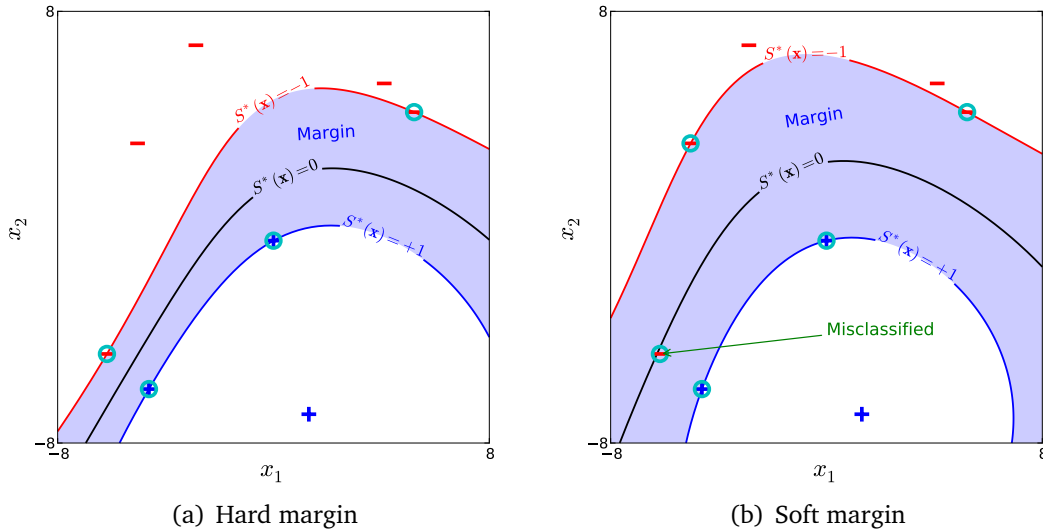 8
S*(x)=−1
Margin
S*(x)=0
S*(x)=+1
x₂
−8
−8
8
x₁
(a) Hard margin
8
S*(x)=−1
Margin
S*(x)=0
S*(x)=+1
Misclassified
x₂
−8
−8
8
x₁
(b) Soft margin